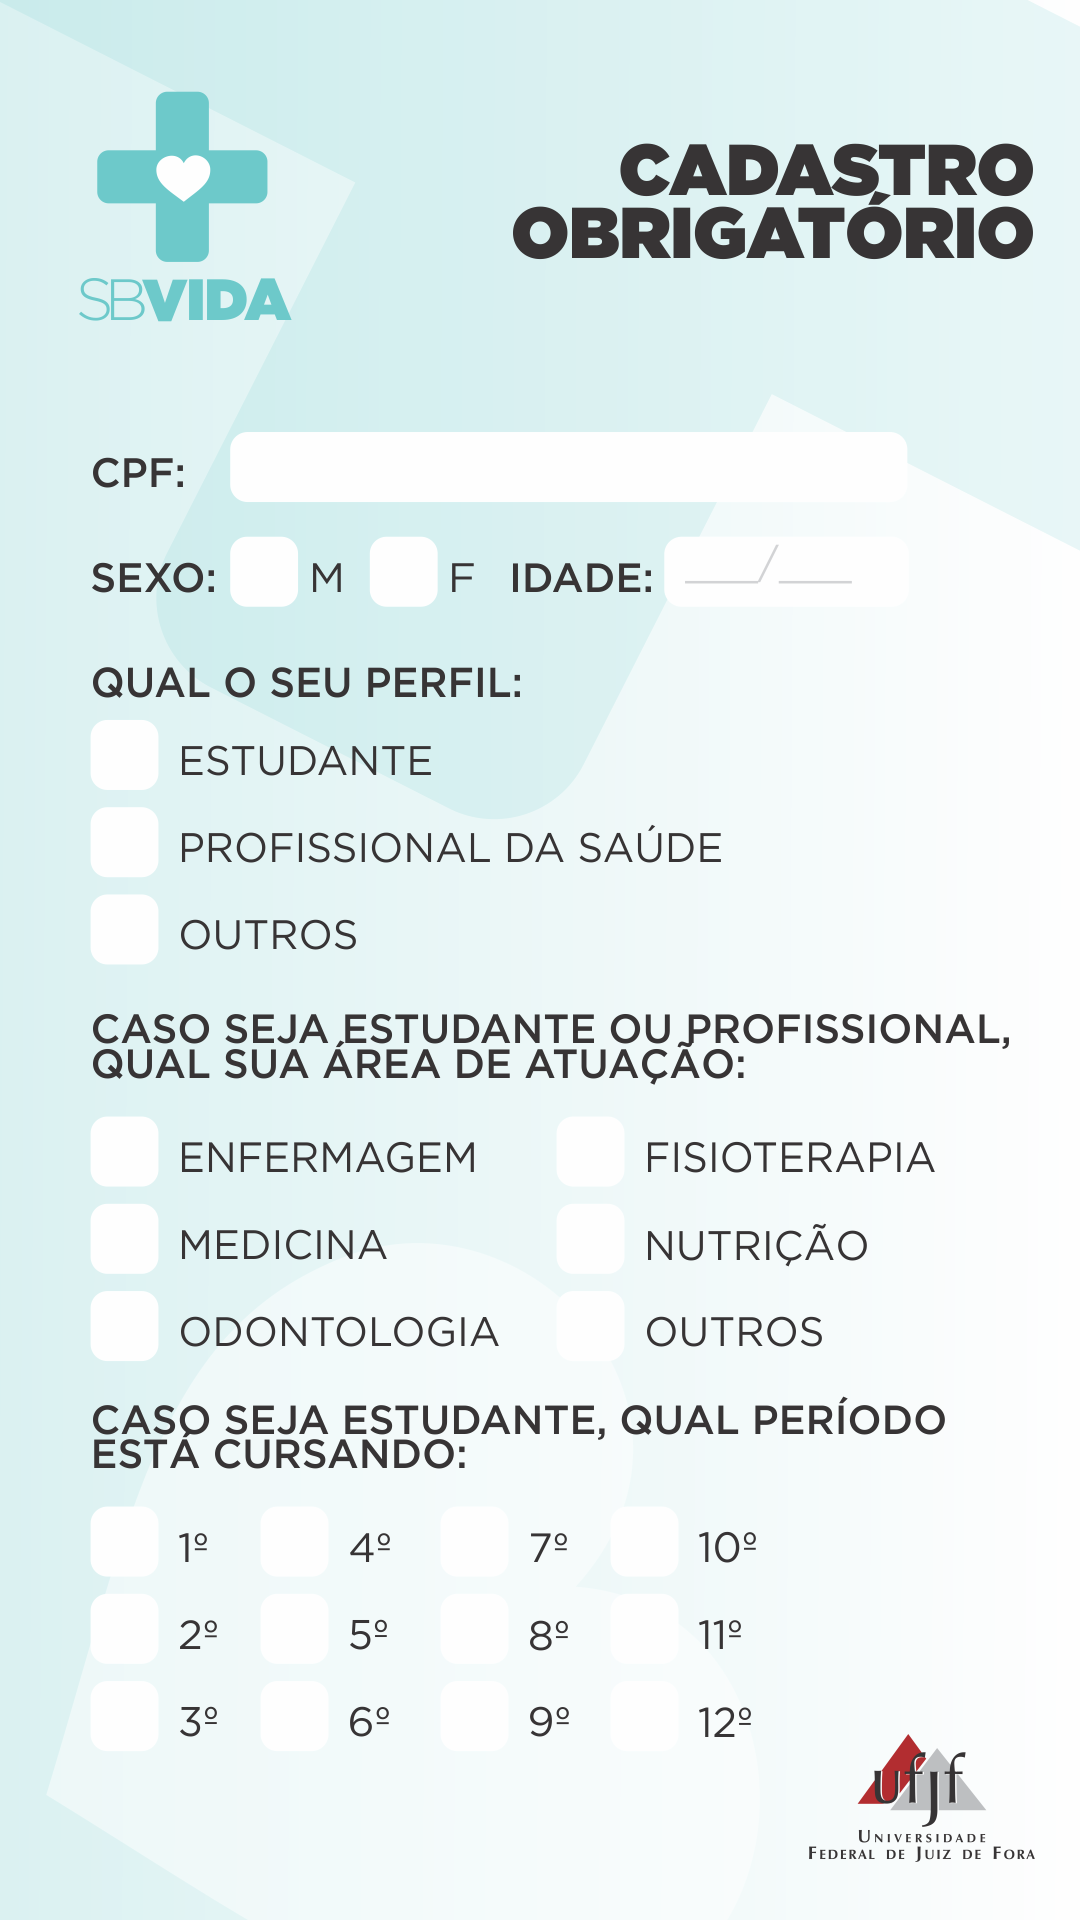 SBVIDA
CADASTRO
OBRIGATÓRIO
CPF:
SEXO: M F IDADE: ___/___
QUAL O SEU PERFIL:
ESTUDANTE
PROFISSIONAL DA SAÚDE
OUTROS
CASO SEJA ESTUDANTE OU PROFISSIONAL,
QUAL SUA ÁREA DE ATUAÇÃO:
ENFERMAGEM FISIOTERAPIA
MEDICINA NUTRIÇÃO
ODONTOLOGIA OUTROS
CASO SEJA ESTUDANTE, QUAL PERÍODO
ESTÁ CURSANDO:
1º 4º 7º 10º
2º 5º 8º 11º
3º 6º 9º 12º
ufjf
UNIVERSIDADE
FEDERAL DE JUIZ DE FORA